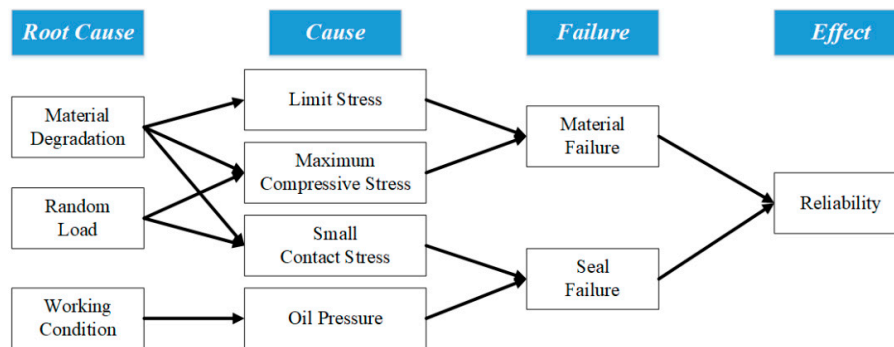 Root Cause
Cause
Failure
Effect
Material
Degradation
Random
Load
Working
Condition
Limit Stress
Maximum
Compressive Stress
Small
Contact Stress
Oil Pressure
Material
Failure
Seal
Failure
Reliability